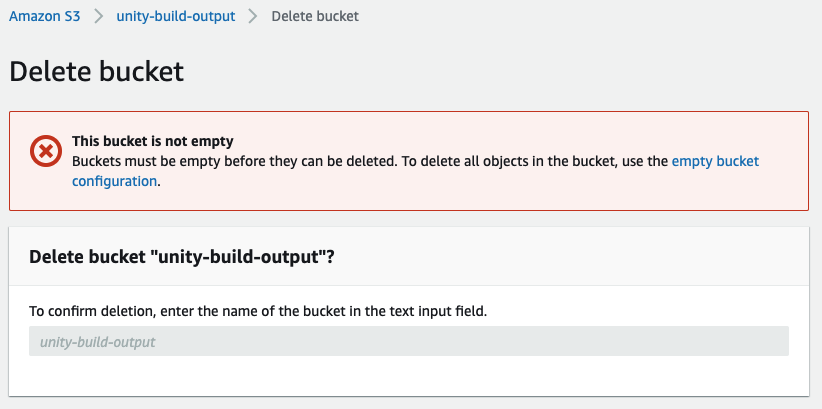 Amazon S3 > unity-build-output > Delete bucket
Delete bucket
This bucket is not empty
Buckets must be empty before they can be deleted. To delete all objects in the bucket, use the empty bucket
configuration.
Delete bucket "unity-build-output"?
To confirm deletion, enter the name of the bucket in the text input field.
unity-build-output